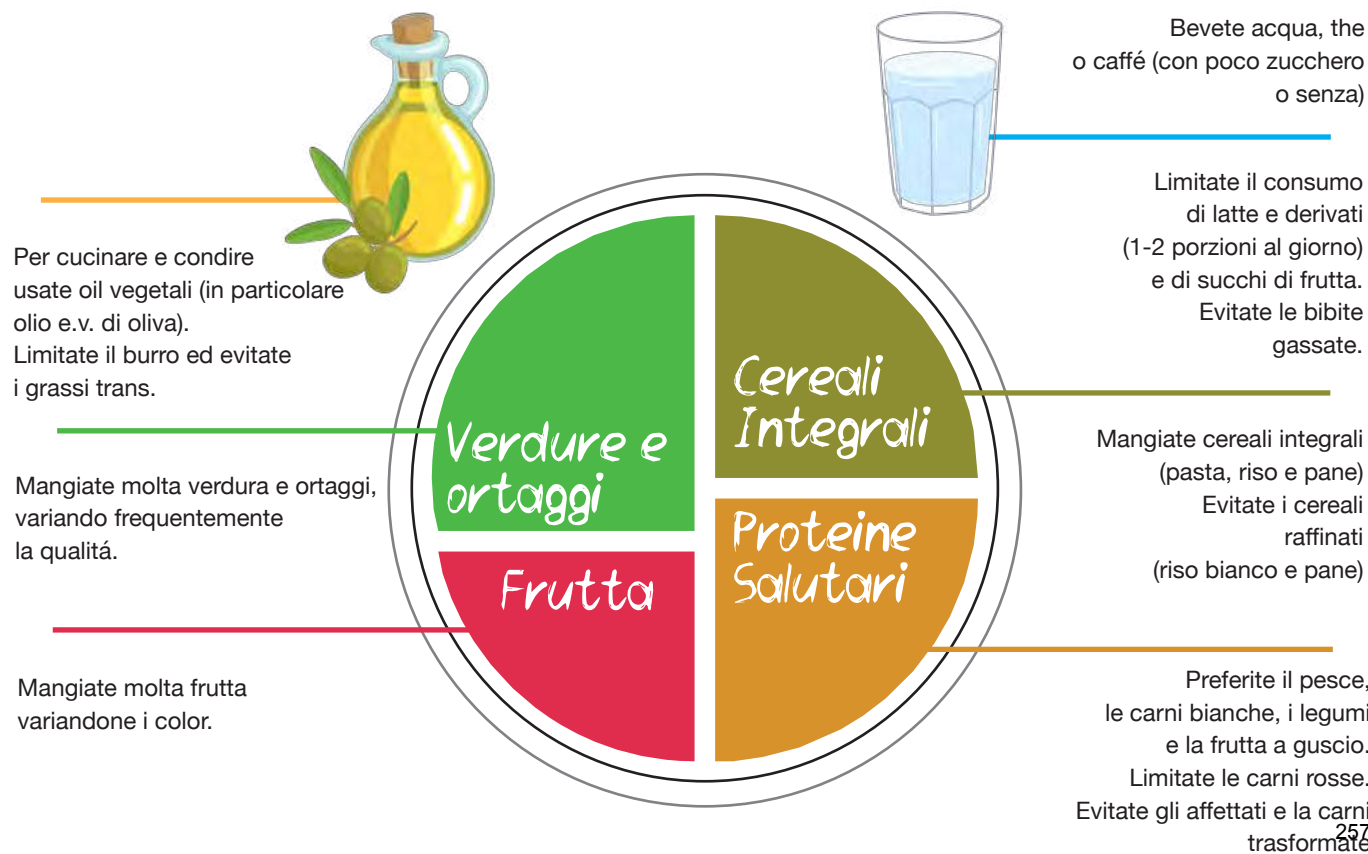 Bevete acqua, the
o caffé (con poco zucchero
o senza)
Limitate il consumo
di latte e derivati
(1-2 porzioni al giorno)
e di succhi di frutta.
Evitate le bibite
gassate.
Per cucinare e condire
usate oil vegetali (in particolare
olio e.v. di oliva).
Limitate il burro ed evitate
i grassi trans.
Cereali
Integrali
Verdure e
ortaggi
Mangiate cereali integrali
(pasta, riso e pane)
Evitate i cereali
raffinati
(riso bianco e pane)
Mangiate molta verdura e ortaggi,
variando frequentemente
la qualitá.
Proteine
Salutari
Frutta
Mangiate molta frutta
variandone i color.
Preferite il pesce,
le carni bianche, i legumi
e la frutta a guscio.
Limitate le carni rosse.
Evitate gli affettati e la carni
trasformate
257